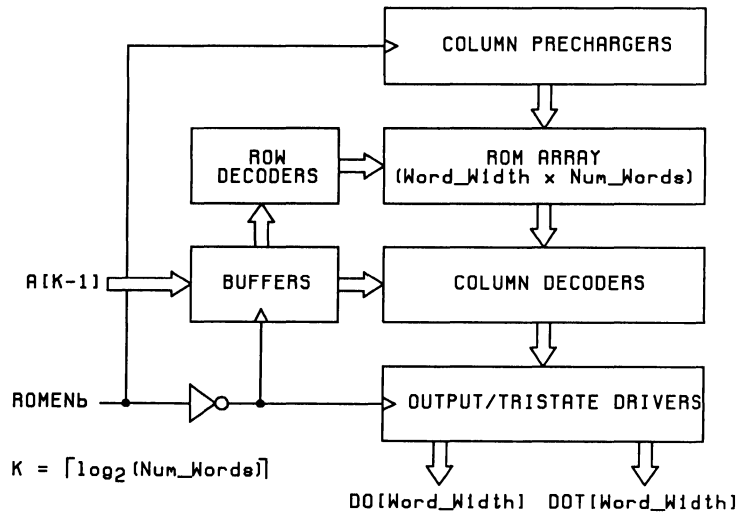 COLUMN PRECHARGERS
ROW
DECODERS
ROM ARRAY
(Word_Width x Num_Words)
A[K-1]
BUFFERS
COLUMN DECODERS
ROMENb
OUTPUT/TRISTATE DRIVERS
K = ⌈log₂(Num_Words)⌉
DO[Word_Width]
DOT[Word_Width]